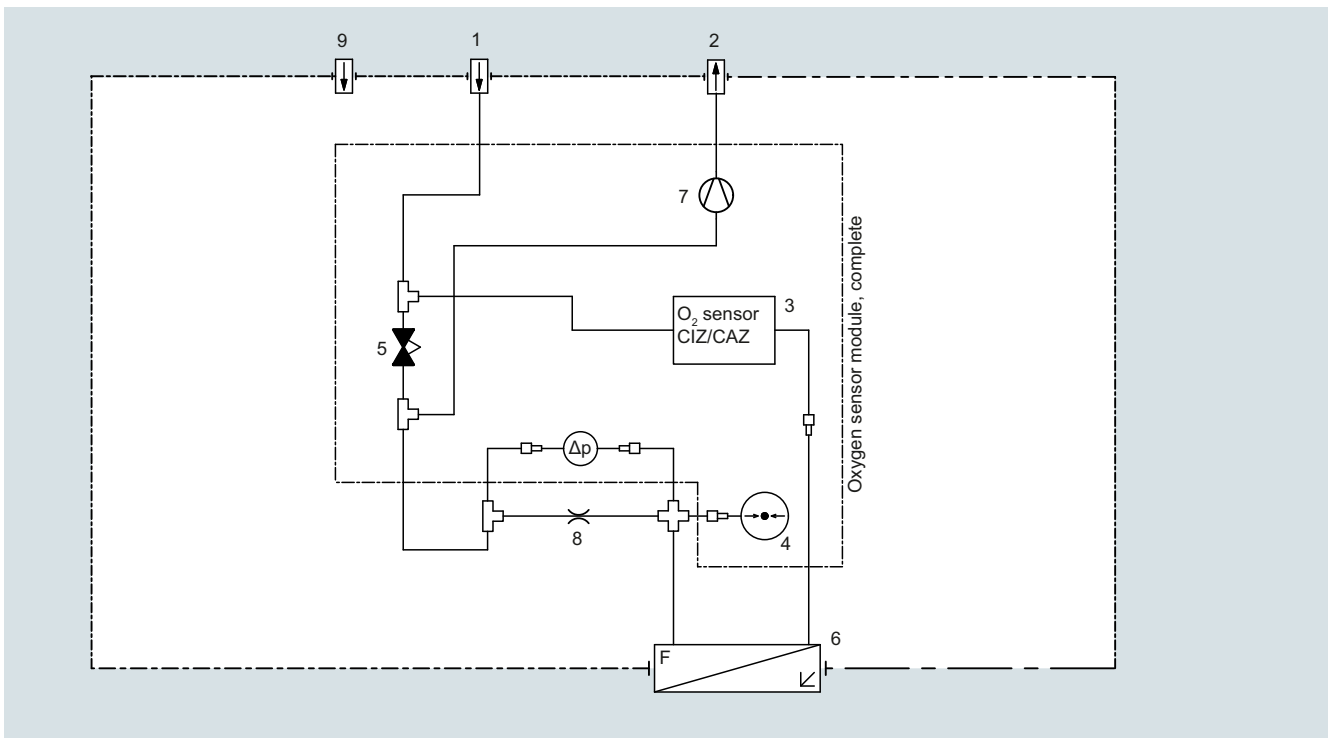 9
1
2
7
O₂ sensor
CIZ/CAZ
3
5
Oxygen sensor module, complete
Δp
8
4
F
6